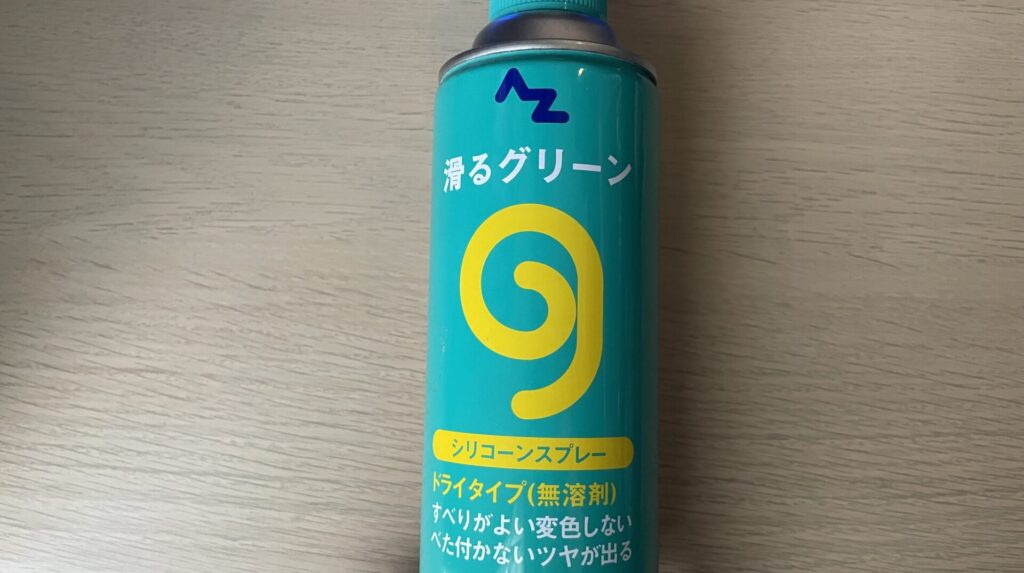 AZ
滑るグリーン
シリコーンスプレー
ドライタイプ(無溶剤)
すべりがよい変色しない
べた付かないツヤが出る